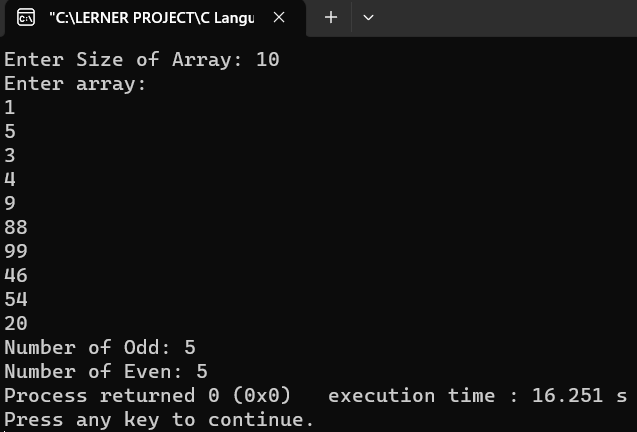 "C:\LERNER PROJECT\C Langu
Enter Size of Array: 10
Enter array:
1
5
3
4
9
88
99
46
54
20
Number of Odd: 5
Number of Even: 5
Process returned 0 (0x0)   execution time : 16.251 s
Press any key to continue.